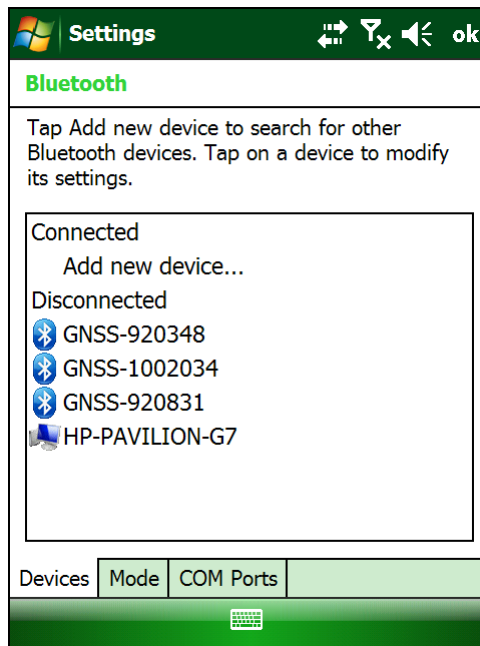 Settings
ok
Bluetooth
Tap Add new device to search for other
Bluetooth devices. Tap on a device to modify
its settings.
Connected
Add new device...
Disconnected
GNSS-920348
GNSS-1002034
GNSS-920831
HP-PAVILION-G7
Devices Mode COM Ports